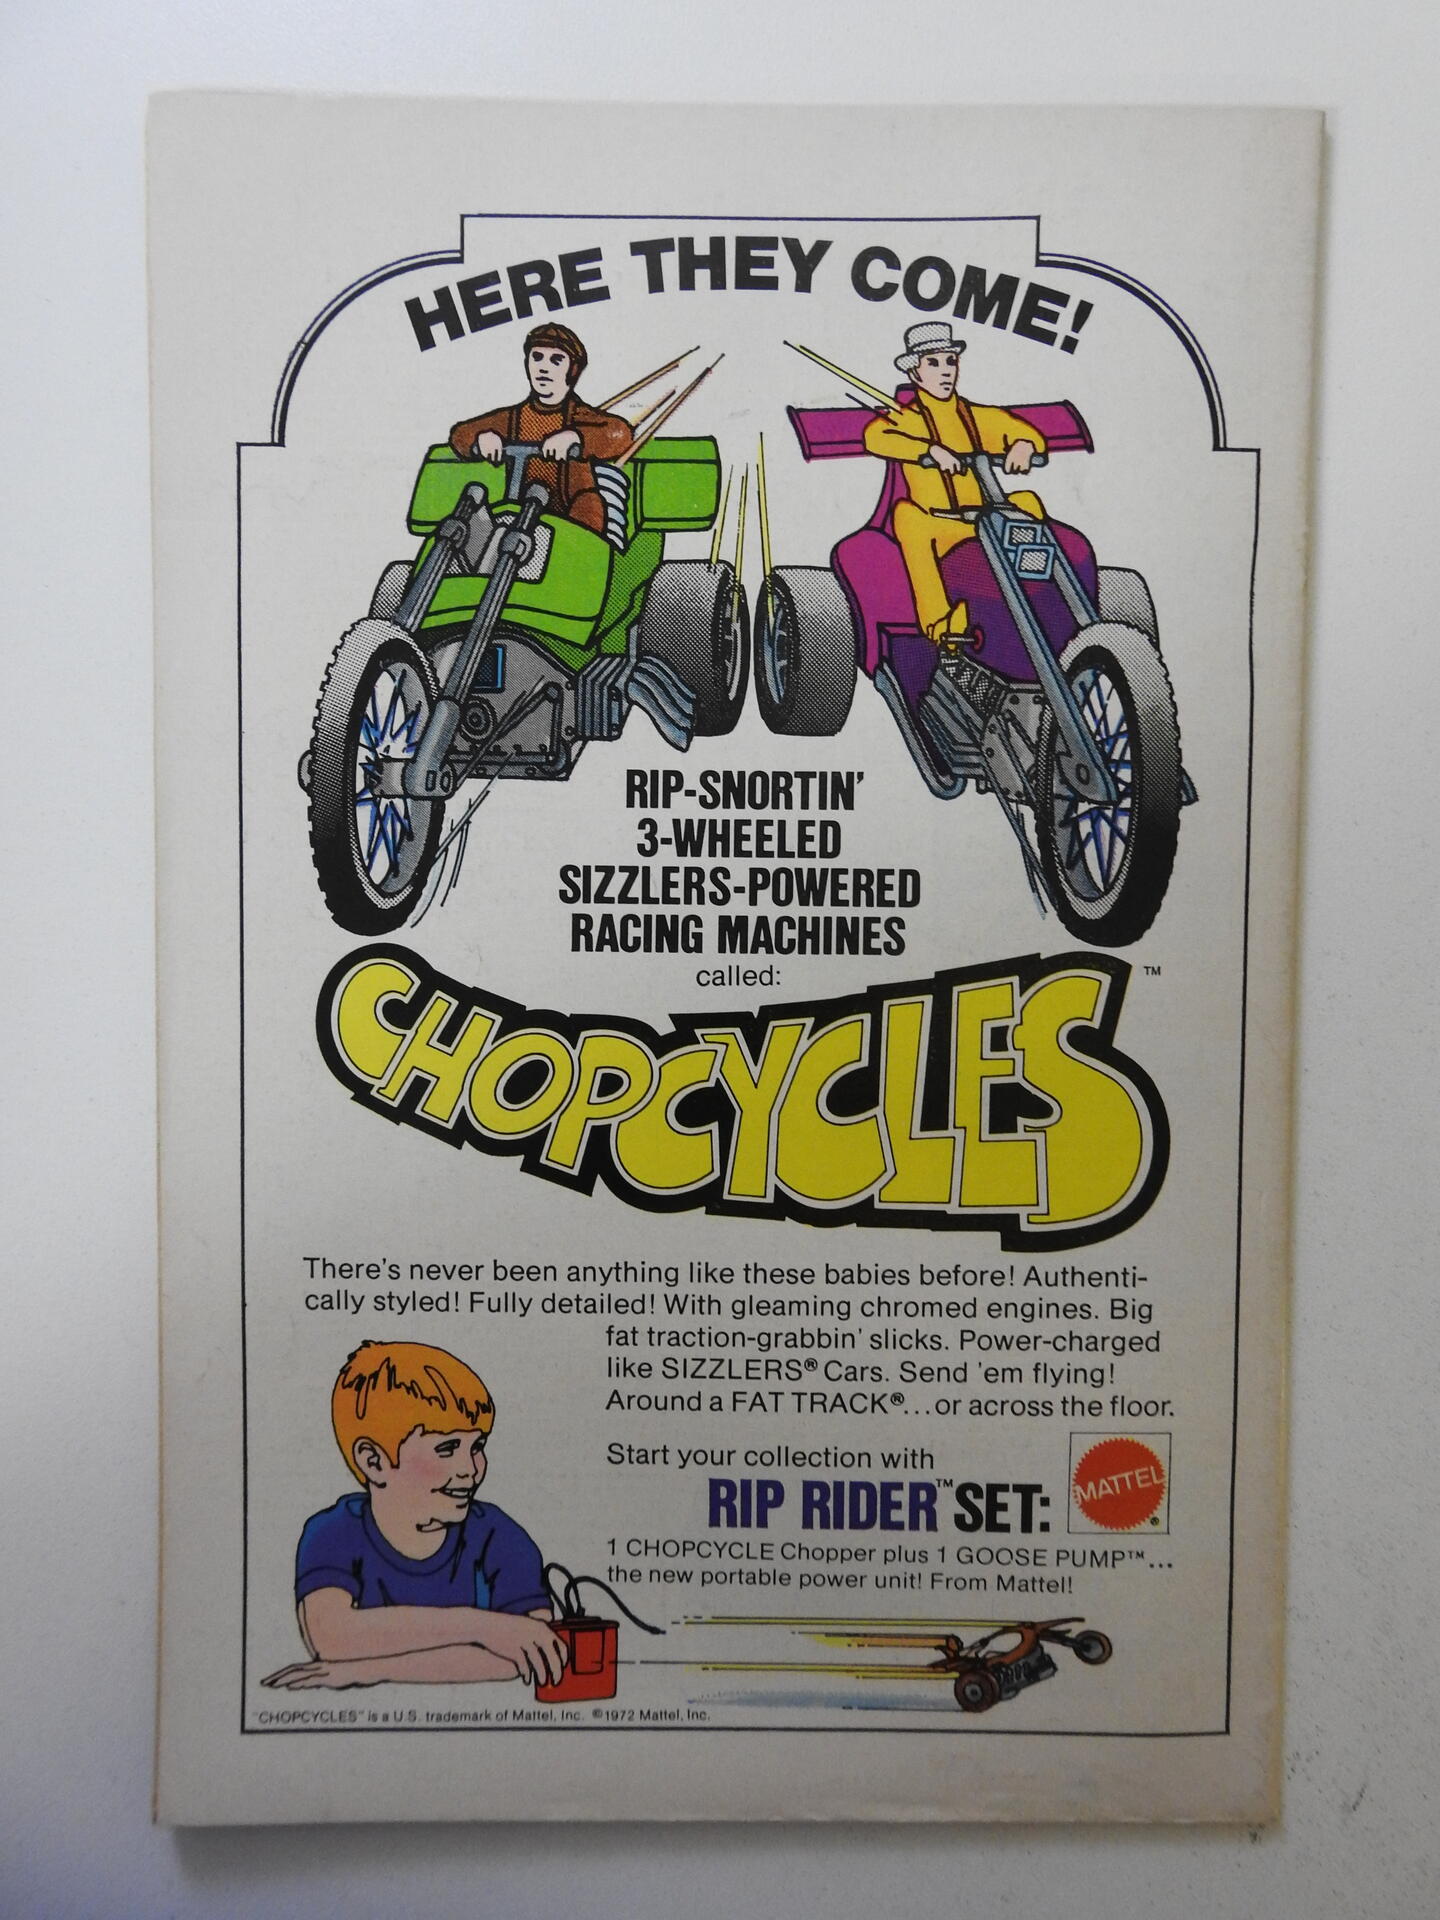 HERE THEY COME!
RIP-SNORTIN'
3-WHEELED
SIZZLERS-POWERED
RACING MACHINES
called:
CHOPCYCLES™
There's never been anything like these babies before! Authenti-
cally styled! Fully detailed! With gleaming chromed engines. Big
fat traction-grabbin' slicks. Power-charged
like SIZZLERS® Cars. Send 'em flying!
Around a FAT TRACK®...or across the floor.
Start your collection with
RIP RIDER™ SET:
MATTEL®
1 CHOPCYCLE Chopper plus 1 GOOSE PUMP™...
the new portable power unit! From Mattel!
"CHOPCYCLES" is a U.S. trademark of Mattel, Inc. ©1972 Mattel, Inc.